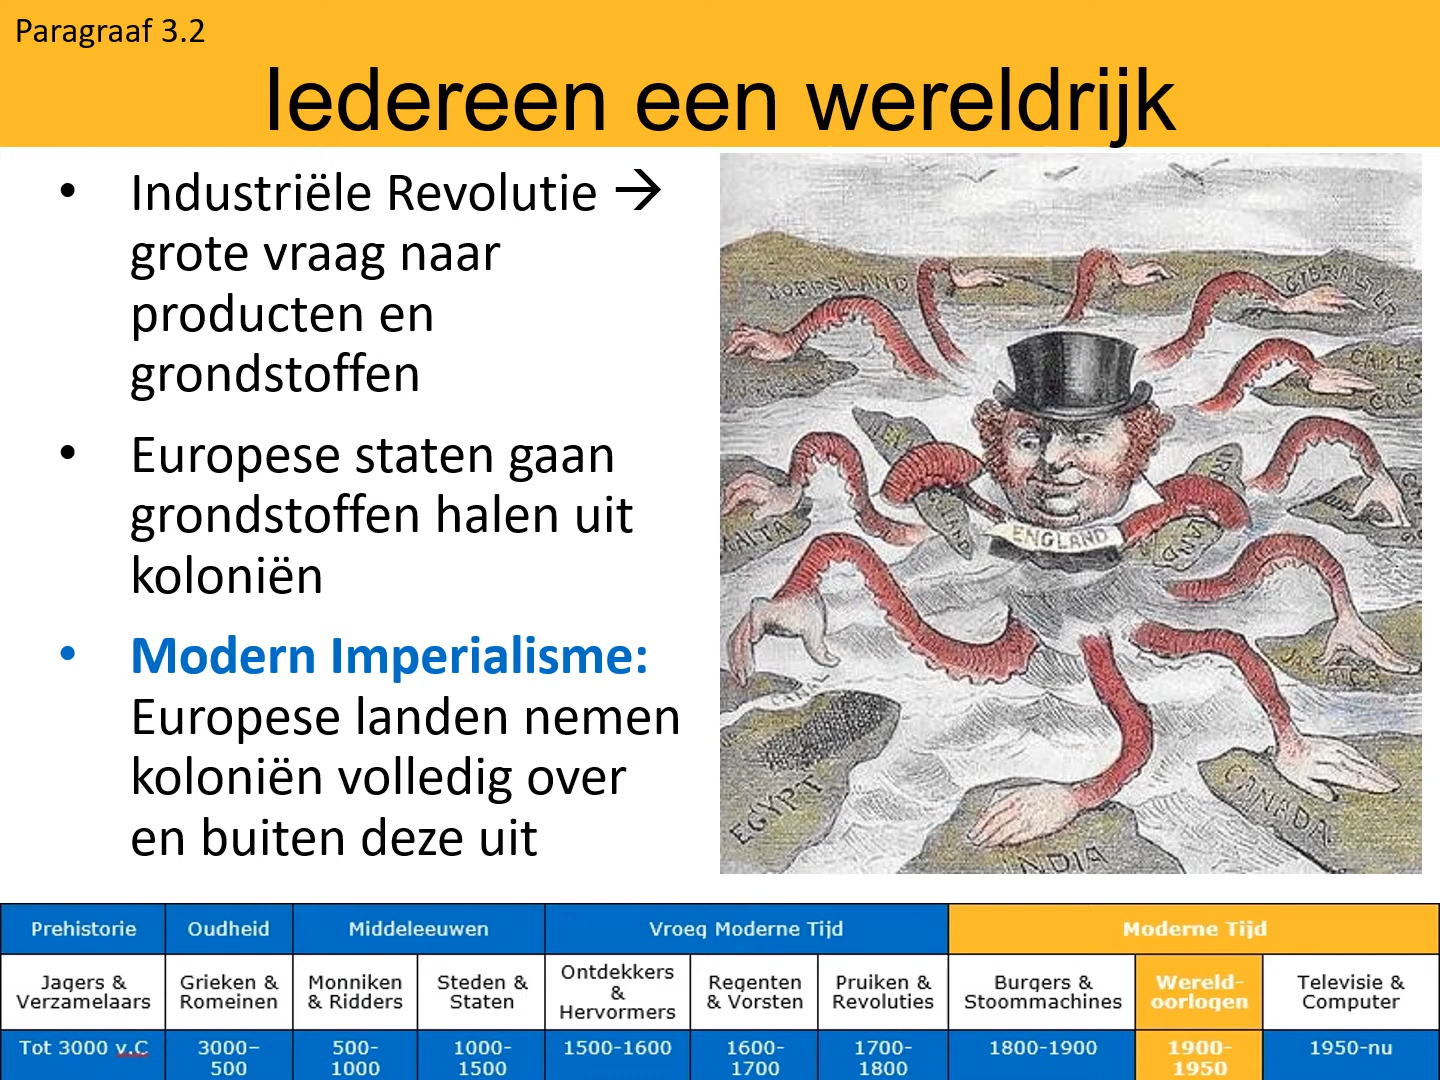 Paragraaf 3.2
Iedereen een wereldrijk
• Industriële Revolutie →
grote vraag naar
producten en
grondstoffen
• Europese staten gaan
grondstoffen halen uit
koloniën
• Modern Imperialisme:
Europese landen nemen
koloniën volledig over
en buiten deze uit
GIBRALTER
CAPE
COL
ENGLAND
MALTA
JAMAICA
EGYPT
CANADA
INDIA
Prehistorie
Oudheid
Middeleeuwen
Vroeg Moderne Tijd
Moderne Tijd
Jagers &
Verzamelaars
Grieken &
Romeinen
Monniken
& Ridders
Steden &
Staten
Ontdekkers
&
Hervormers
Regenten
& Vorsten
Pruiken &
Revoluties
Burgers &
Stoommachines
Wereld-
oorlogen
Televisie &
Computer
Tot 3000 v.C
3000–
500
500-
1000
1000-
1500
1500-1600
1600-
1700
1700-
1800
1800-1900
1900-
1950
1950-nu